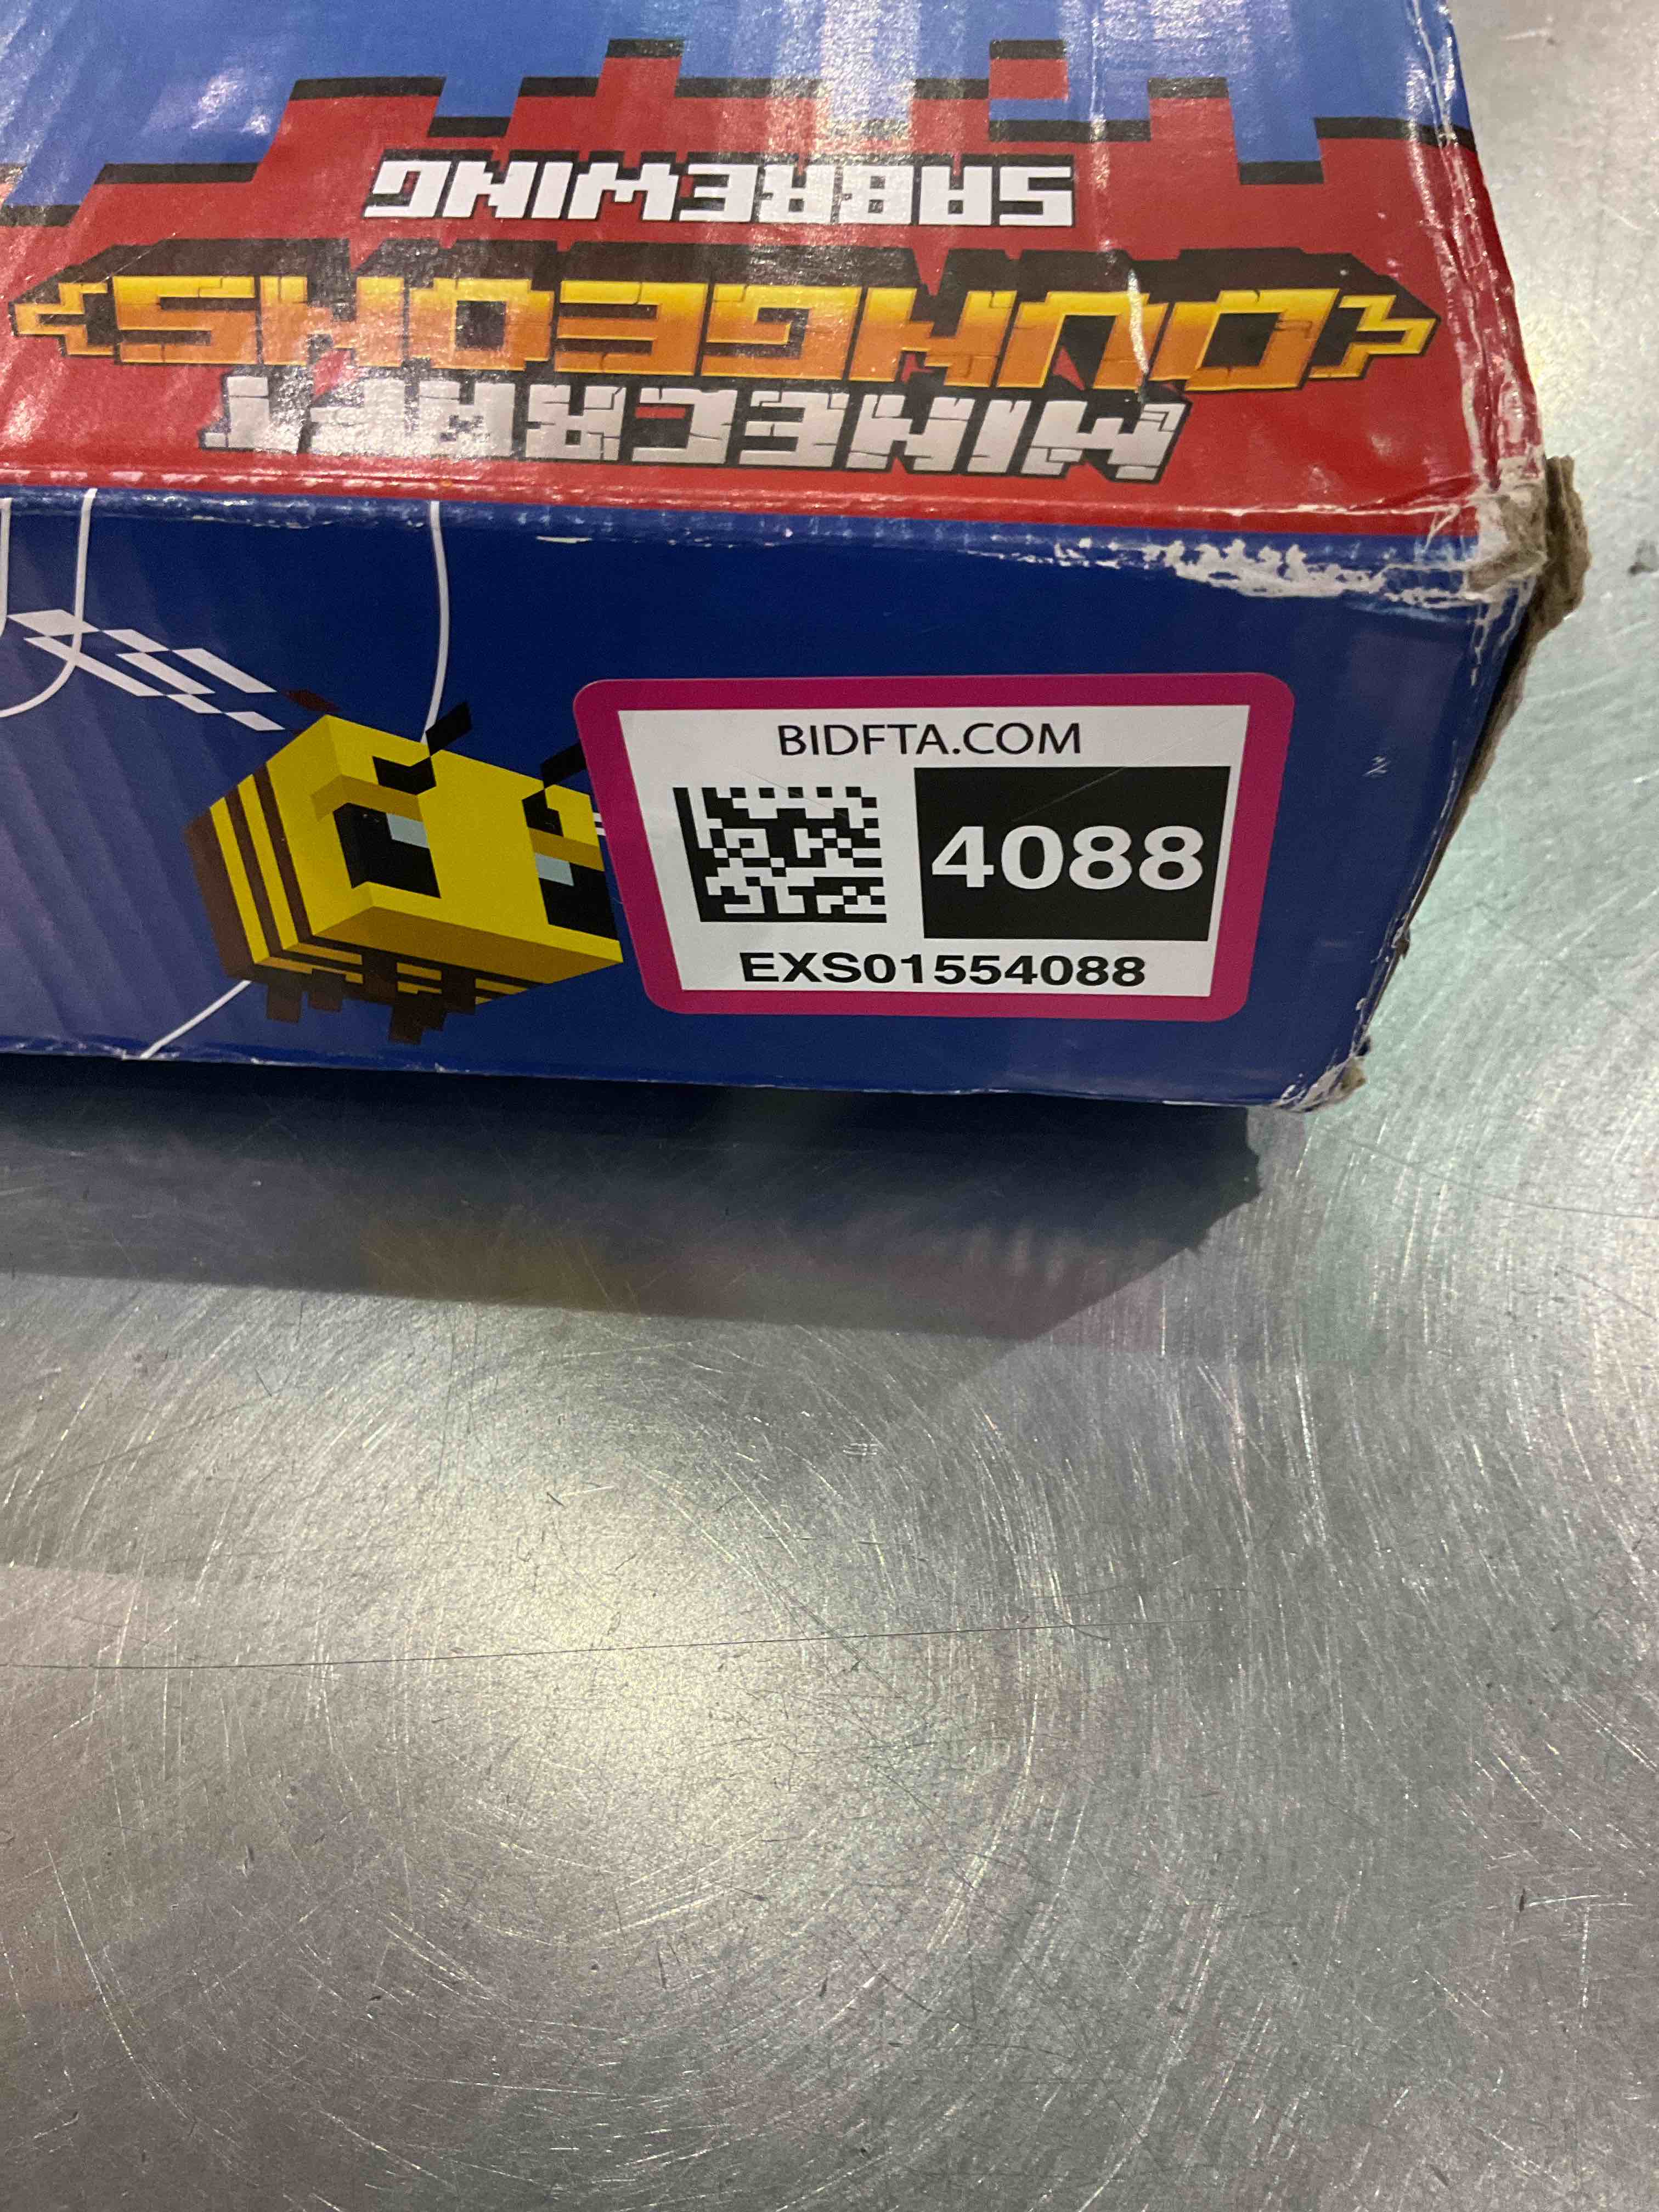 MINECRAFT
DUNGEONS
SABREWING
BIDFTA.COM
4088
EXS01554088